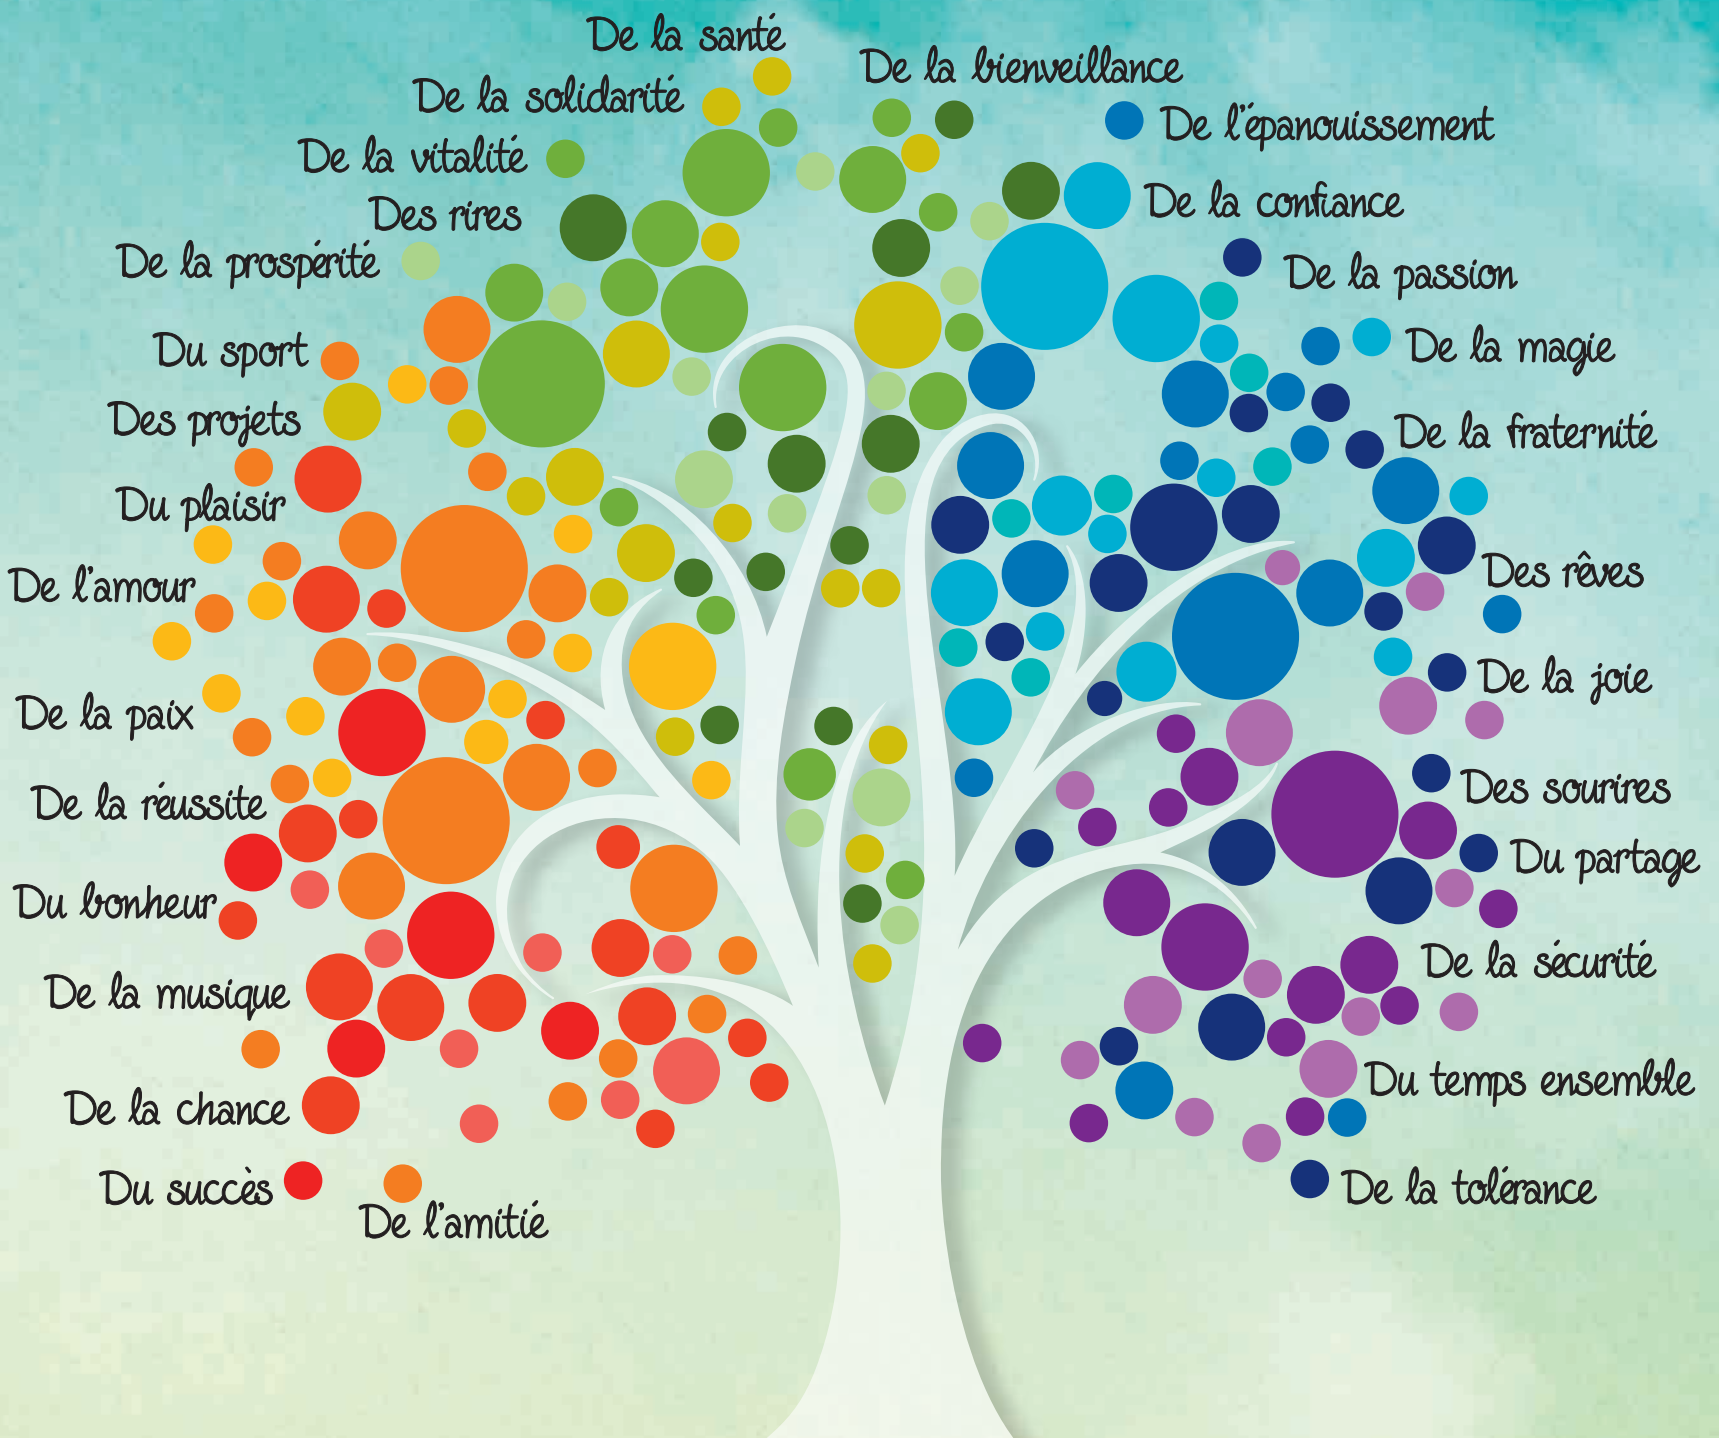 De la santé
De la bienveillance
De la solidarité
De l'épanouissement
De la vitalité
Des rires
De la confiance
De la prospérité
De la passion
Du sport
De la magie
Des projets
De la fraternité
Du plaisir
De l'amour
Des rêves
De la paix
De la joie
De la réussite
Des sourires
Du partage
Du bonheur
De la sécurité
De la musique
Du temps ensemble
De la chance
Du succès
De la tolérance
De l'amitié